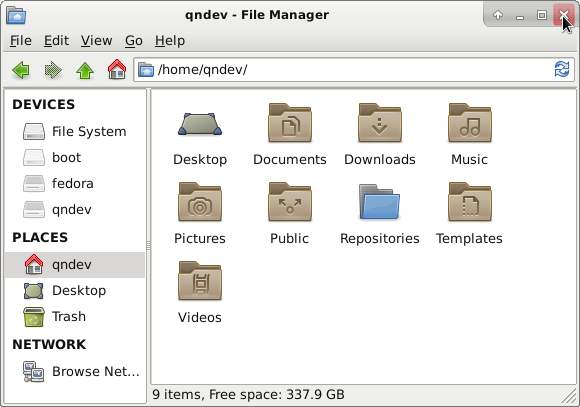 qndev - File Manager
File Edit View Go Help
/home/qndev/
DEVICES
File System
boot
fedora
qndev
PLACES
qndev
Desktop
Trash
NETWORK
Browse Net...
Desktop Documents Downloads Music
Pictures Public Repositories Templates
Videos
9 items, Free space: 337.9 GB